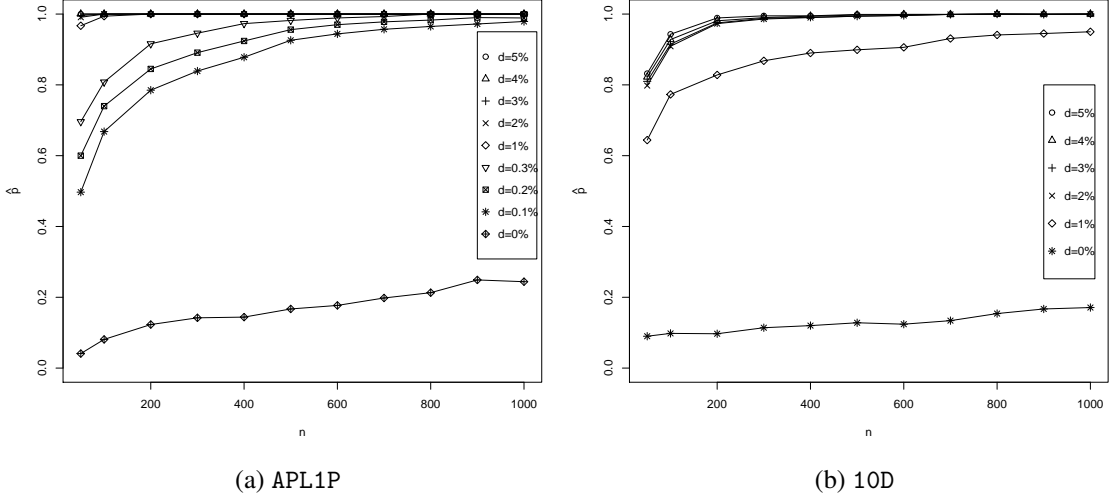 1.0
0.8
0.6
0.4
0.2
0.0
p̂
200
400
600
800
1000
n
d=5%
d=4%
d=3%
d=2%
d=1%
d=0.3%
d=0.2%
d=0.1%
d=0%
(a) APL1P
1.0
0.8
0.6
0.4
0.2
0.0
p̂
200
400
600
800
1000
n
d=5%
d=4%
d=3%
d=2%
d=1%
d=0%
(b) 10D